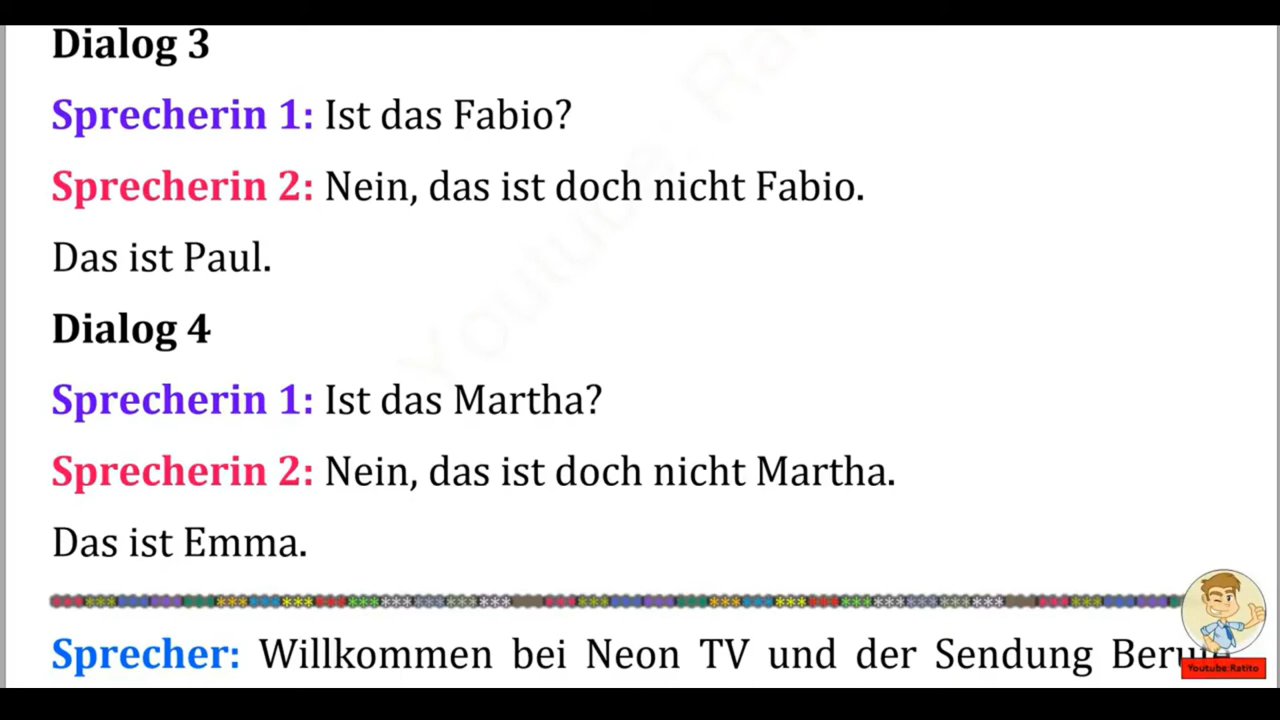 Dialog 3
Sprecherin 1: Ist das Fabio?
Sprecherin 2: Nein, das ist doch nicht Fabio.
Das ist Paul.
Dialog 4
Sprecherin 1: Ist das Martha?
Sprecherin 2: Nein, das ist doch nicht Martha.
Das ist Emma.
Sprecher: Willkommen bei Neon TV und der Sendung
Youtube Ratito